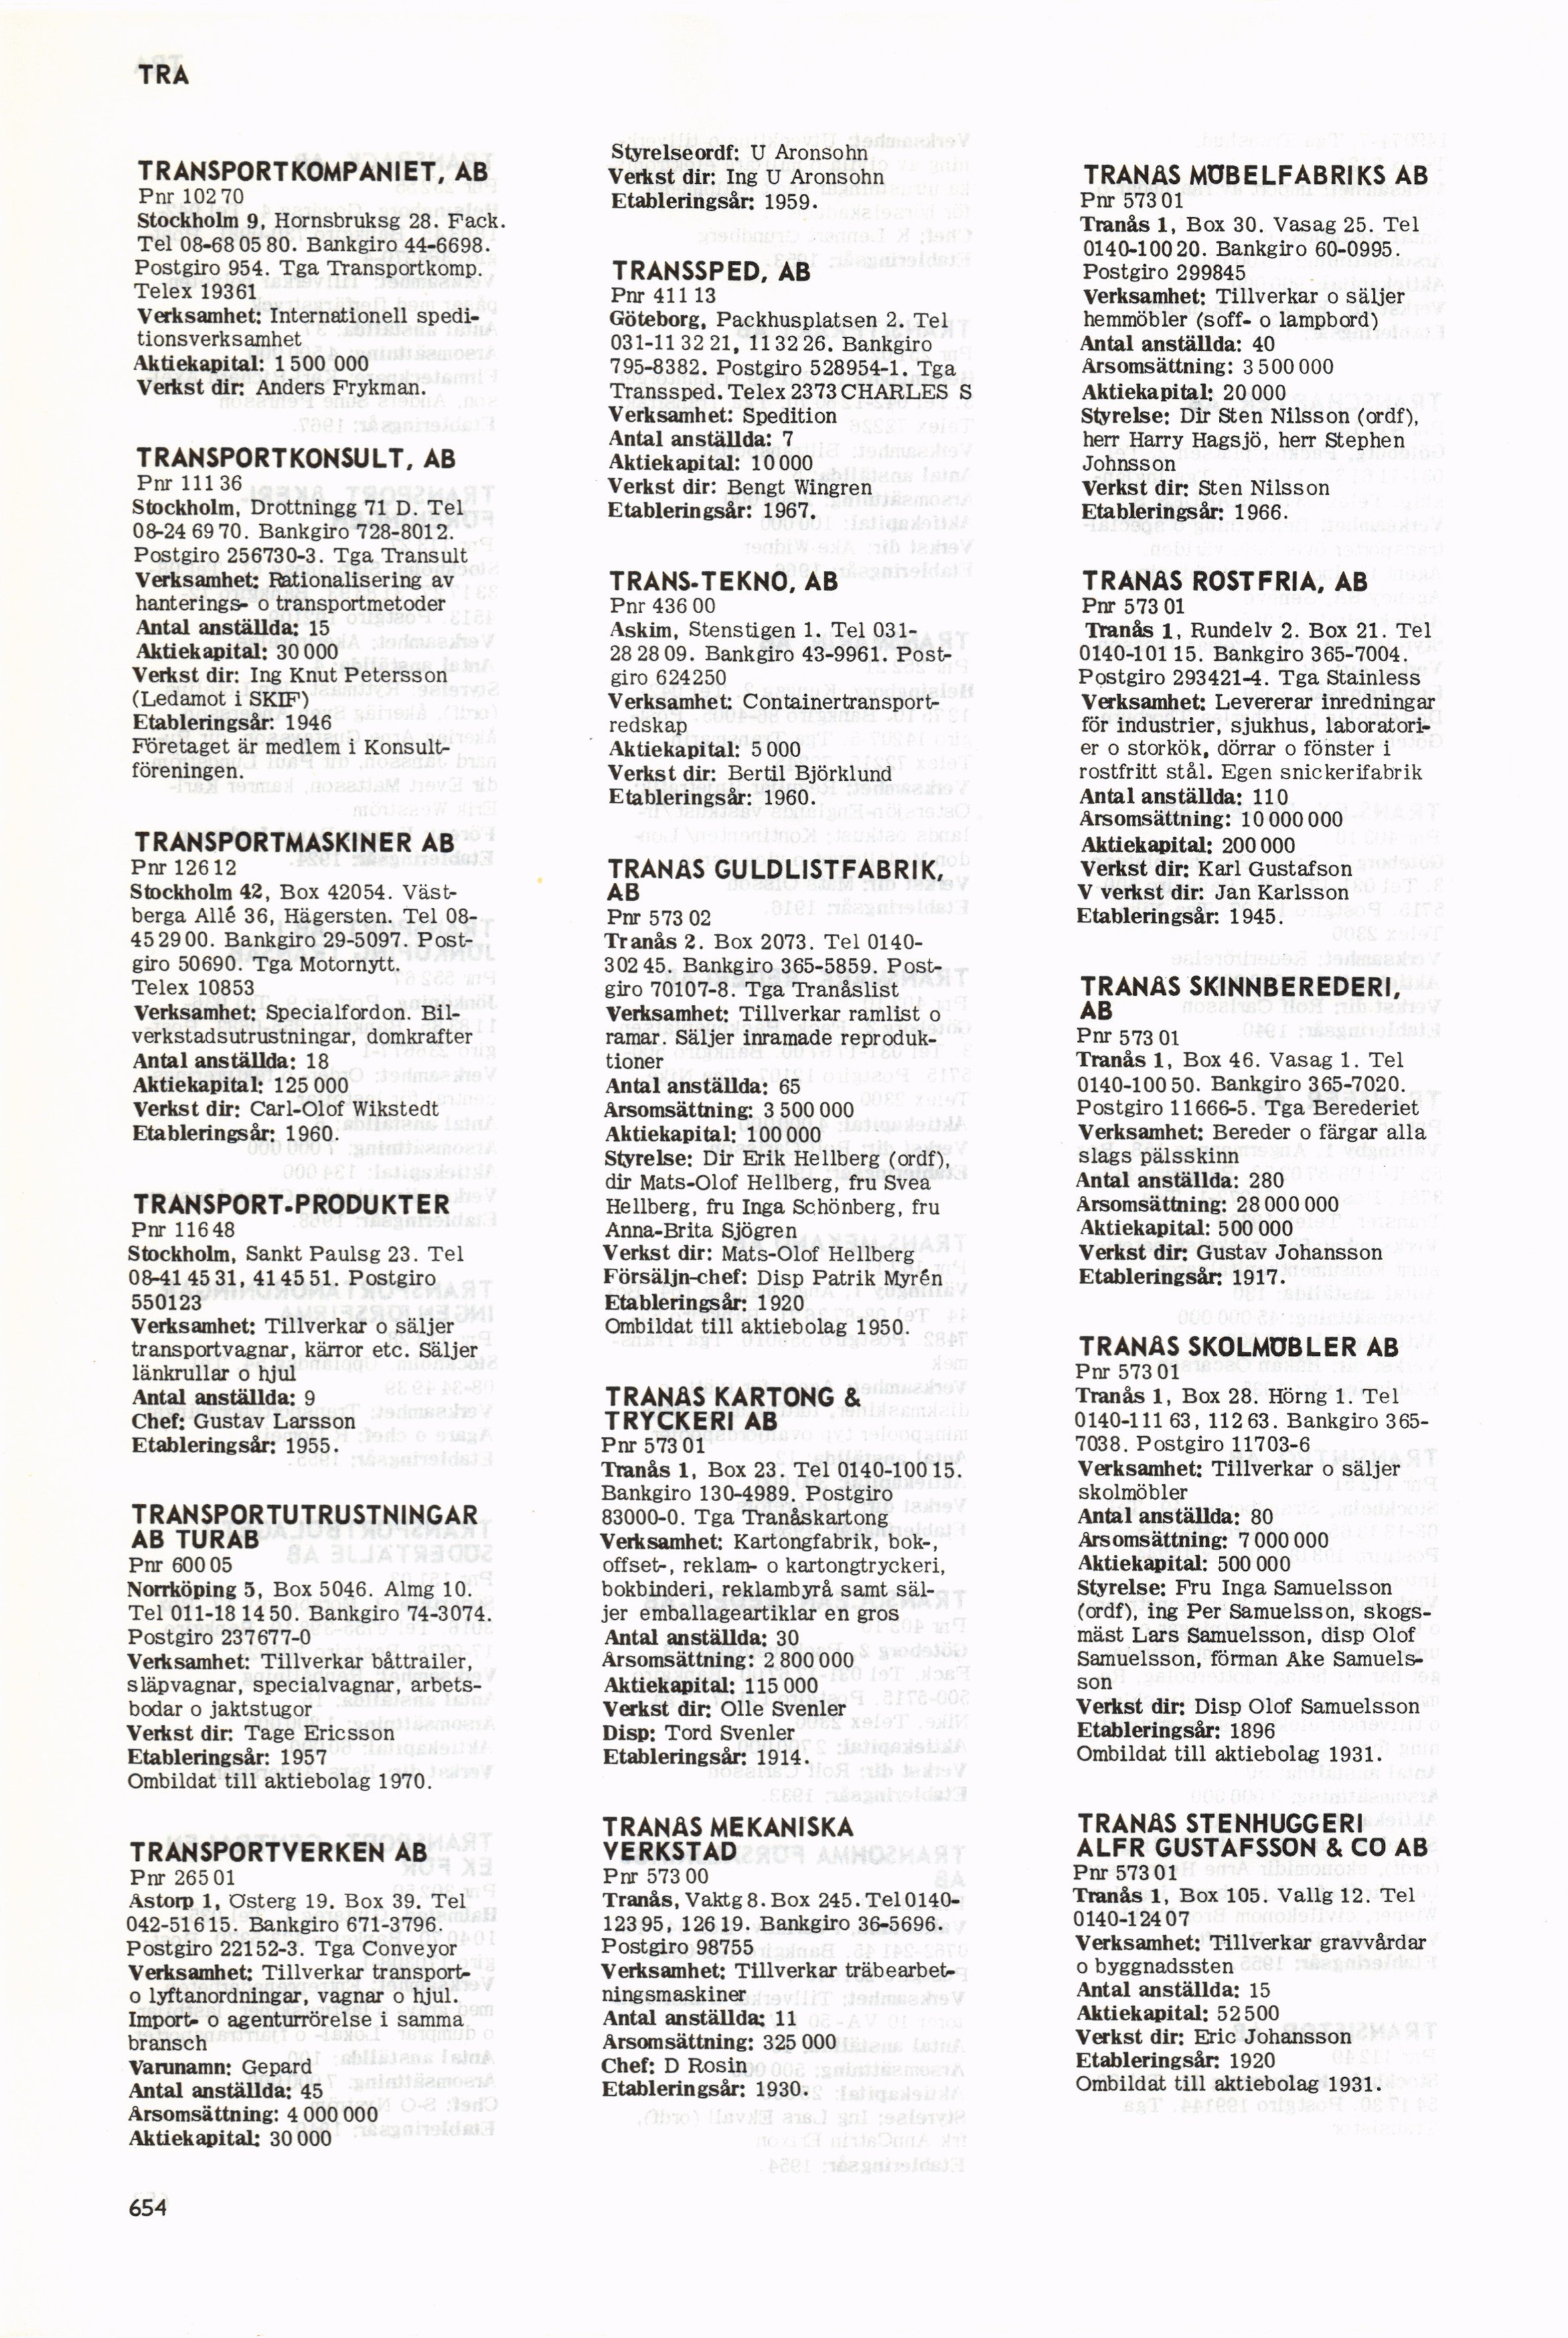 TRA
TRANSPORTKOMPANIET, AB
Pnr 102 70
Stockholm 9, Hornsbruksg 28. Fack.
Tel 08-68 05 80. Bankgiro 44-6698.
Postgiro 954. Tga Transportkomp.
Telex 19361
Verksamhet: Internationell spedi-
tionsverksamhet
Aktiekapital: 1 500 000
Verkst dir: Anders Frykman.
TRANSPORTKONSULT, AB
Pnr 111 36
Stockholm, Drottningg 71 D. Tel
08-24 69 70. Bankgiro 728-8012.
Postgiro 256730-3. Tga Transult
Verksamhet: Rationalisering av
hanterings- o transportmetoder
Antal anställda: 15
Aktiekapital: 30 000
Verkst dir: Ing Knut Petersson
(Ledamot i SKIF)
Etableringsår: 1946
Företaget är medlem i Konsult-
föreningen.
TRANSPORTMASKINER AB
Pnr 126 12
Stockholm 42, Box 42054. Väst-
berga Allé 36, Hägersten. Tel 08-
45 29 00. Bankgiro 29-5097. Post-
giro 50690. Tga Motornytt.
Telex 10853
Verksamhet: Specialfordon. Bil-
verkstadsutrustningar, domkrafter
Antal anställda: 18
Aktiekapital: 125 000
Verkst dir: Carl-Olof Wikstedt
Etableringsår: 1960.
TRANSPORT-PRODUKTER
Pnr 116 48
Stockholm, Sankt Paulsg 23. Tel
08-41 45 31, 41 45 51. Postgiro
550123
Verksamhet: Tillverkar o säljer
transportvagnar, kärror etc. Säljer
länkrullar o hjul
Antal anställda: 9
Chef: Gustav Larsson
Etableringsår: 1955.
TRANSPORTUTRUSTNINGAR
AB TURAB
Pnr 600 05
Norrköping 5, Box 5046. Almg 10.
Tel 011-18 14 50. Bankgiro 74-3074.
Postgiro 237677-0
Verksamhet: Tillverkar båttrailer,
släpvagnar, specialvagnar, arbets-
bodar o jaktstugor
Verkst dir: Tage Ericsson
Etableringsår: 1957
Ombildat till aktiebolag 1970.
TRANSPORTVERKEN AB
Pnr 265 01
Åstorp 1, Österg 19. Box 39. Tel
042-516 15. Bankgiro 671-3796.
Postgiro 22152-3. Tga Conveyor
Verksamhet: Tillverkar transport-
o lyftanordningar, vagnar o hjul.
Import- o agenturrörelse i samma
bransch
Varunamn: Gepard
Antal anställda: 45
Årsomsättning: 4 000 000
Aktiekapital: 30 000
654
Styrelseordf: U Aronsohn
Verkst dir: Ing U Aronsohn
Etableringsår: 1959.
TRANSSPED, AB
Pnr 411 13
Göteborg, Packhusplatsen 2. Tel
031-11 32 21, 11 32 26. Bankgiro
795-8382. Postgiro 528954-1. Tga
Transsped. Telex 2373 CHARLES S
Verksamhet: Spedition
Antal anställda: 7
Aktiekapital: 10 000
Verkst dir: Bengt Wingren
Etableringsår: 1967.
TRANS-TEKNO, AB
Pnr 436 00
Askim, Stenstigen 1. Tel 031-
28 28 09. Bankgiro 43-9961. Post-
giro 624250
Verksamhet: Containertransport-
redskap
Aktiekapital: 5 000
Verkst dir: Bertil Björklund
Etableringsår: 1960.
TRANÅS GULDLISTFABRIK,
AB
Pnr 573 02
Tranås 2. Box 2073. Tel 0140-
302 45. Bankgiro 365-5859. Post-
giro 70107-8. Tga Tranåslist
Verksamhet: Tillverkar ramlist o
ramar. Säljer inramade reproduk-
tioner
Antal anställda: 65
Årsomsättning: 3 500 000
Aktiekapital: 100 000
Styrelse: Dir Erik Hellberg (ordf),
dir Mats-Olof Hellberg, fru Svea
Hellberg, fru Inga Schönberg, fru
Anna-Brita Sjögren
Verkst dir: Mats-Olof Hellberg
Försäljn-chef: Disp Patrik Myrén
Etableringsår: 1920
Ombildat till aktiebolag 1950.
TRANÅS KARTONG &
TRYCKERI AB
Pnr 573 01
Tranås 1, Box 23. Tel 0140-100 15.
Bankgiro 130-4989. Postgiro
83000-0. Tga Tranåskartong
Verksamhet: Kartongfabrik, bok-,
offset-, reklam- o kartongtryckeri,
bokbinderi, reklambyrå samt säl-
jer emballageartiklar en gros
Antal anställda: 30
Årsomsättning: 2 800 000
Aktiekapital: 115 000
Verkst dir: Olle Svenler
Disp: Tord Svenler
Etableringsår: 1914.
TRANÅS MEKANISKA
VERKSTAD
Pnr 573 00
Tranås, Vaktg 8. Box 245. Tel 0140-
123 95, 126 19. Bankgiro 36-5696.
Postgiro 98755
Verksamhet: Tillverkar träbearbet-
ningsmaskiner
Antal anställda: 11
Årsomsättning: 325 000
Chef: D Rosin
Etableringsår: 1930.
TRANÅS MÖBELFABRIKS AB
Pnr 573 01
Tranås 1, Box 30. Vasag 25. Tel
0140-100 20. Bankgiro 60-0995.
Postgiro 299845
Verksamhet: Tillverkar o säljer
hemmöbler (soff- o lampbord)
Antal anställda: 40
Årsomsättning: 3 500 000
Aktiekapital: 20 000
Styrelse: Dir Sten Nilsson (ordf),
herr Harry Hagsjö, herr Stephen
Johnsson
Verkst dir: Sten Nilsson
Etableringsår: 1966.
TRANÅS ROSTFRIA, AB
Pnr 573 01
Tranås 1, Rundelv 2. Box 21. Tel
0140-101 15. Bankgiro 365-7004.
Postgiro 293421-4. Tga Stainless
Verksamhet: Levererar inredningar
för industrier, sjukhus, laboratori-
er o storkök, dörrar o fönster i
rostfritt stål. Egen snickerifabrik
Antal anställda: 110
Årsomsättning: 10 000 000
Aktiekapital: 200 000
Verkst dir: Karl Gustafson
V verkst dir: Jan Karlsson
Etableringsår: 1945.
TRANÅS SKINNBEREDERI,
AB
Pnr 573 01
Tranås 1, Box 46. Vasag 1. Tel
0140-100 50. Bankgiro 365-7020.
Postgiro 11666-5. Tga Berederiet
Verksamhet: Bereder o färgar alla
slags pälsskinn
Antal anställda: 280
Årsomsättning: 28 000 000
Aktiekapital: 500 000
Verkst dir: Gustav Johansson
Etableringsår: 1917.
TRANÅS SKOLMÖBLER AB
Pnr 573 01
Tranås 1, Box 28. Hörng 1. Tel
0140-111 63, 112 63. Bankgiro 365-
7038. Postgiro 11703-6
Verksamhet: Tillverkar o säljer
skolmöbler
Antal anställda: 80
Årsomsättning: 7 000 000
Aktiekapital: 500 000
Styrelse: Fru Inga Samuelsson
(ordf), ing Per Samuelsson, skogs-
mäst Lars Samuelsson, disp Olof
Samuelsson, förman Åke Samuels-
son
Verkst dir: Disp Olof Samuelsson
Etableringsår: 1896
Ombildat till aktiebolag 1931.
TRANÅS STENHUGGERI
ALFR GUSTAFSSON & CO AB
Pnr 573 01
Tranås 1, Box 105. Vallg 12. Tel
0140-124 07
Verksamhet: Tillverkar gravvårdar
o byggnadssten
Antal anställda: 15
Aktiekapital: 52 500
Verkst dir: Eric Johansson
Etableringsår: 1920
Ombildat till aktiebolag 1931.